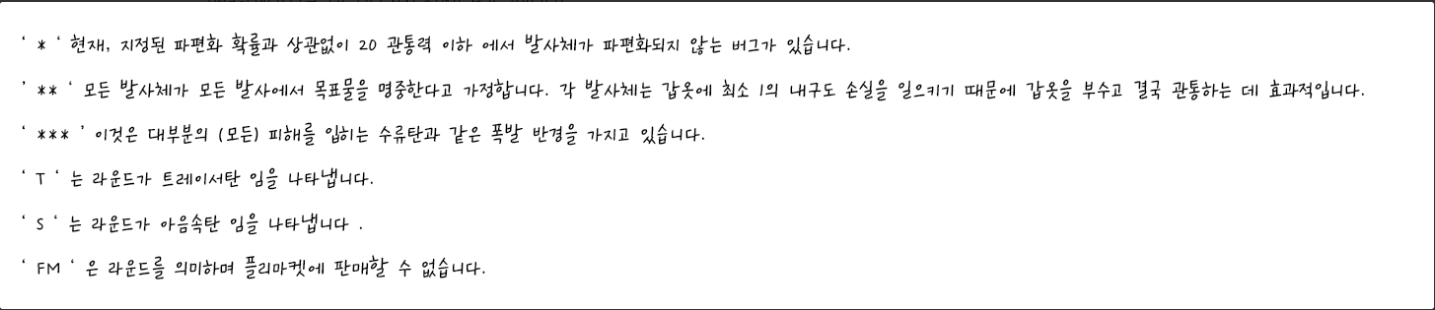 ‘ * ‘ 현재, 지정된 파편화 확률과 상관없이 20 관통력 이하 에서 발사체가 파편화되지 않는 버그가 있습니다.
’ ** ‘ 모든 발사체가 모든 발사에서 목표물을 명중한다고 가정합니다. 각 발사체는 갑옷에 최소 1의 내구도 손실을 일으키기 때문에 갑옷을 부수고 결국 관통하는 데 효과적입니다.
‘ *** ’ 이것은 대부분의 (모든) 피해를 입히는 수류탄과 같은 폭발 반경을 가지고 있습니다.
‘ T ‘ 는 라운드가 트레이서탄 임을 나타냅니다.
‘ S ‘ 는 라운드가 아음속탄 임을 나타냅니다 .
‘ FM ‘ 은 라운드를 의미하며 플리마켓에 판매할 수 없습니다.